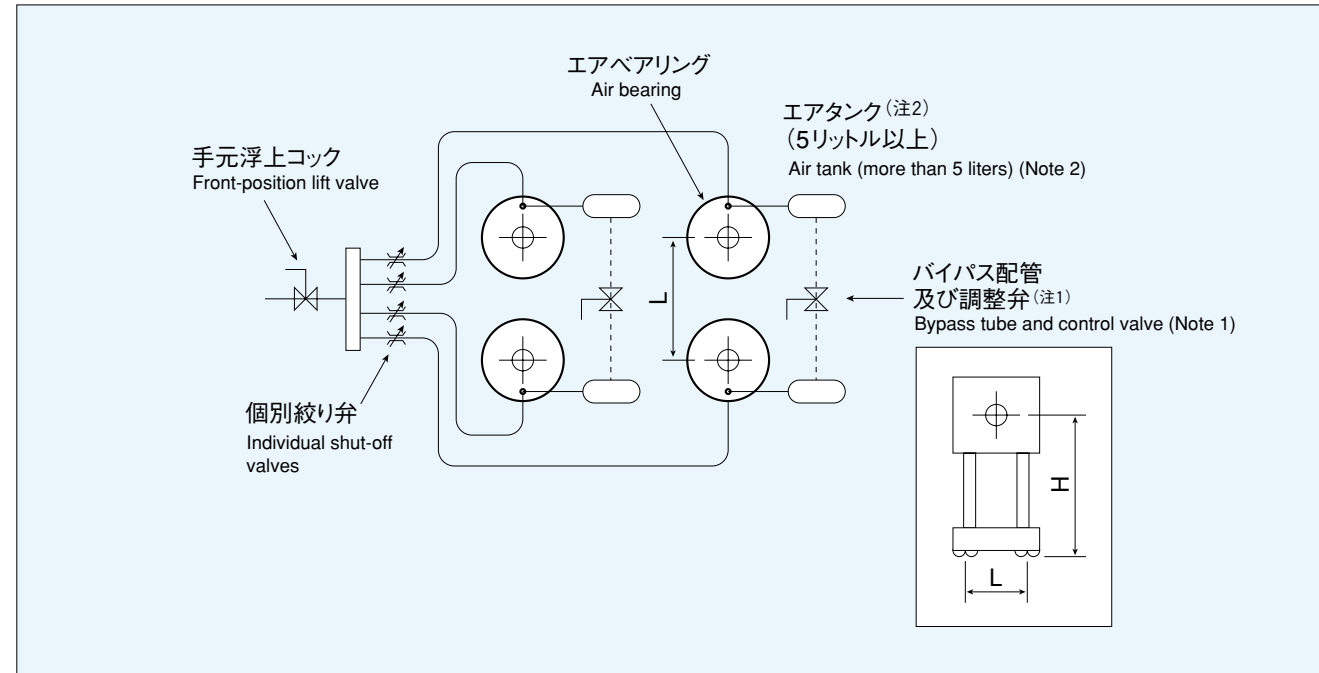 エアベアリング
Air bearing
エアタンク（注2）
（5リットル以上）
Air tank (more than 5 liters) (Note 2)
手元浮上コック
Front-position lift valve
L
バイパス配管
及び調整弁（注1）
Bypass tube and control valve (Note 1)
個別絞り弁
Individual shut-off
valves
H
L